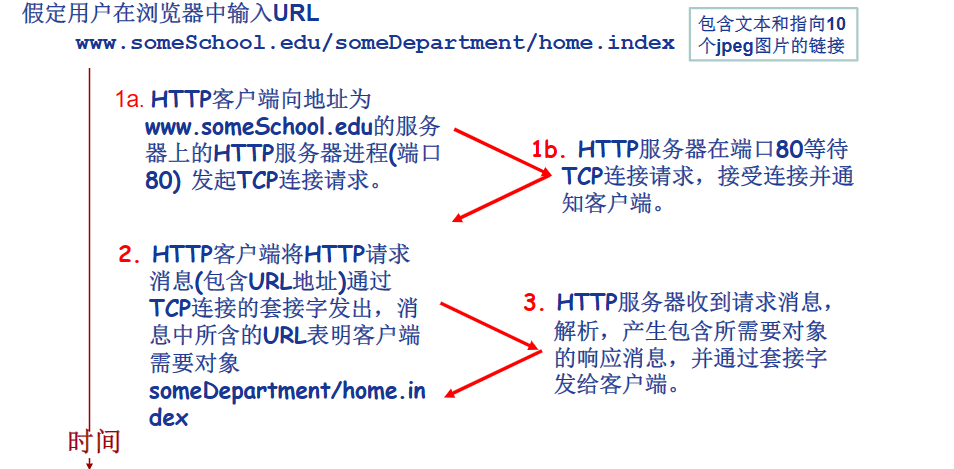 假定用户在浏览器中输入URL
www.someSchool.edu/someDepartment/home.index
包含文本和指向10
个jpeg图片的链接
1a. HTTP客户端向地址为
www.someSchool.edu的服务
器上的HTTP服务器进程(端口
80) 发起TCP连接请求。
1b. HTTP服务器在端口80等待
TCP连接请求，接受连接并通
知客户端。
2. HTTP客户端将HTTP请求
消息(包含URL地址)通过
TCP连接的套接字发出，消
息中所含的URL表明客户端
需要对象
someDepartment/home.in
dex
3. HTTP服务器收到请求消息，
解析，产生包含所需要对象
的响应消息，并通过套接字
发给客户端。
时间